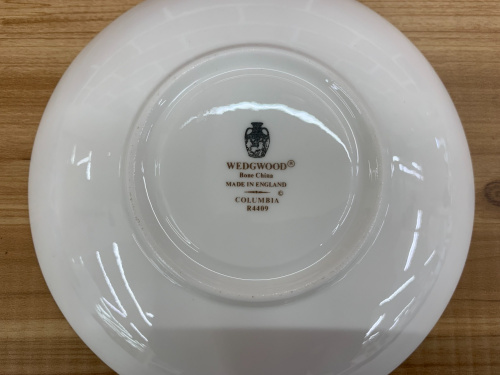 WEDGWOOD®
Bone China
MADE IN ENGLAND
©
COLUMBIA
R4409